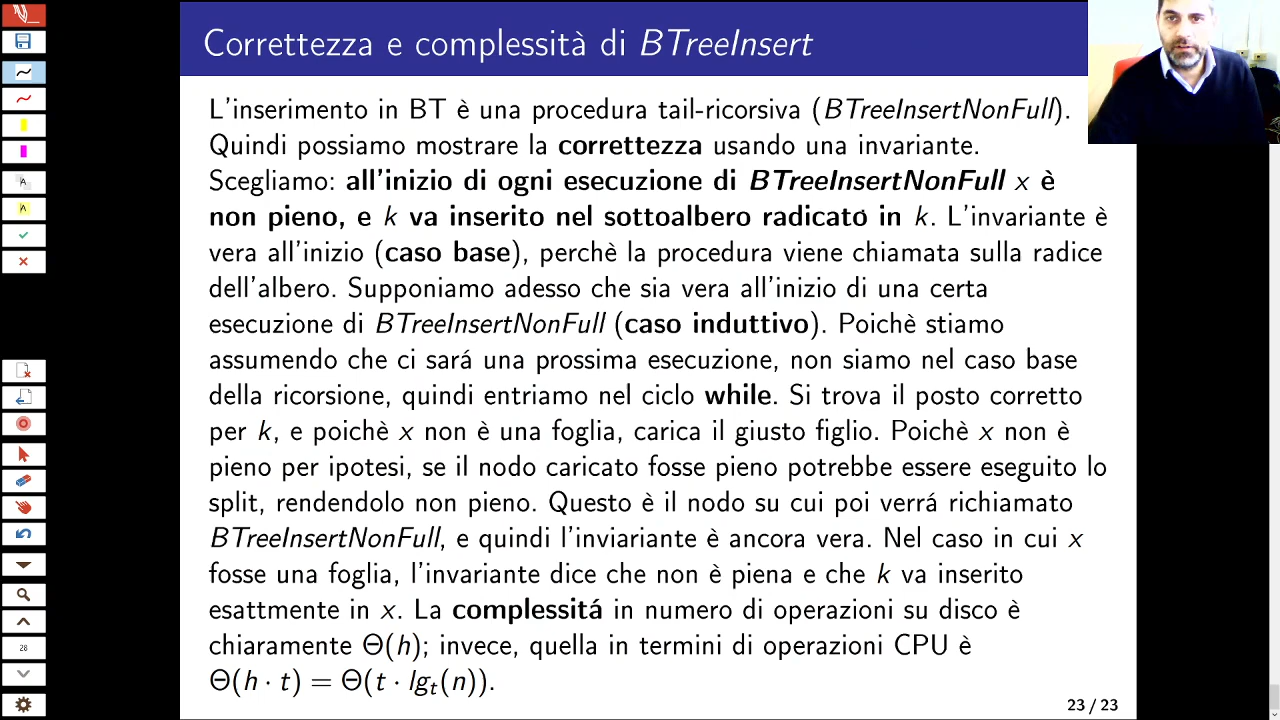 Correttezza e complessità di BTreeInsert
L'inserimento in BT è una procedura tail-ricorsiva (BTreeInsertNonFull).
Quindi possiamo mostrare la correttezza usando una invariante.
Scegliamo: all'inizio di ogni esecuzione di BTreeInsertNonFull x è
non pieno, e k va inserito nel sottoalbero radicato in k. L'invariante è
vera all'inizio (caso base), perchè la procedura viene chiamata sulla radice
dell'albero. Supponiamo adesso che sia vera all'inizio di una certa
esecuzione di BTreeInsertNonFull (caso induttivo). Poichè stiamo
assumendo che ci sará una prossima esecuzione, non siamo nel caso base
della ricorsione, quindi entriamo nel ciclo while. Si trova il posto corretto
per k, e poichè x non è una foglia, carica il giusto figlio. Poichè x non è
pieno per ipotesi, se il nodo caricato fosse pieno potrebbe essere eseguito lo
split, rendendolo non pieno. Questo è il nodo su cui poi verrá richiamato
BTreeInsertNonFull, e quindi l'inviariante è ancora vera. Nel caso in cui x
fosse una foglia, l'invariante dice che non è piena e che k va inserito
esattmente in x. La complessitá in numero di operazioni su disco è
chiaramente Θ(h); invece, quella in termini di operazioni CPU è
Θ(h · t) = Θ(t · lgₜ(n)).
23 / 23
A
A
28